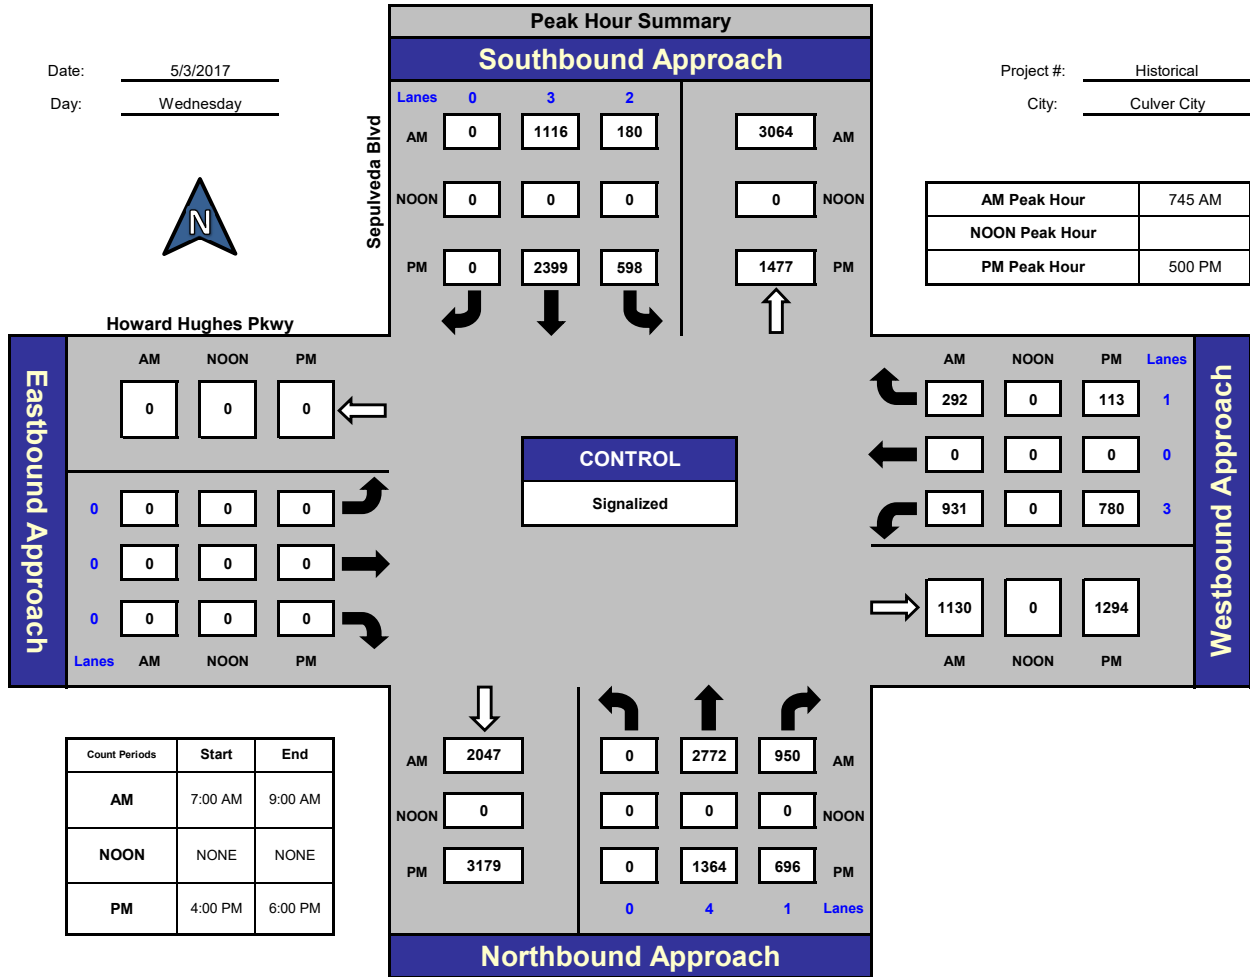 Peak Hour Summary
Southbound Approach
Date: 5/3/2017
Day: Wednesday
Project #: Historical
City: Culver City
N
Sepulveda Blvd
Lanes 0 3 2
AM 0 1116 180 3064 AM
NOON 0 0 0 0 NOON
PM 0 2399 598 1477 PM
AM Peak Hour 745 AM
NOON Peak Hour
PM Peak Hour 500 PM
Howard Hughes Pkwy
Eastbound Approach
AM NOON PM
0 0 0
0 0 0 0
0 0 0 0
0 0 0 0
Lanes AM NOON PM
CONTROL
Signalized
AM NOON PM Lanes
292 0 113 1
0 0 0 0
931 0 780 3
1130 0 1294
AM NOON PM
Westbound Approach
Count Periods Start End
AM 7:00 AM 9:00 AM
NOON NONE NONE
PM 4:00 PM 6:00 PM
AM 2047 0 2772 950 AM
NOON 0 0 0 0 NOON
PM 3179 0 1364 696 PM
0 4 1 Lanes
Northbound Approach